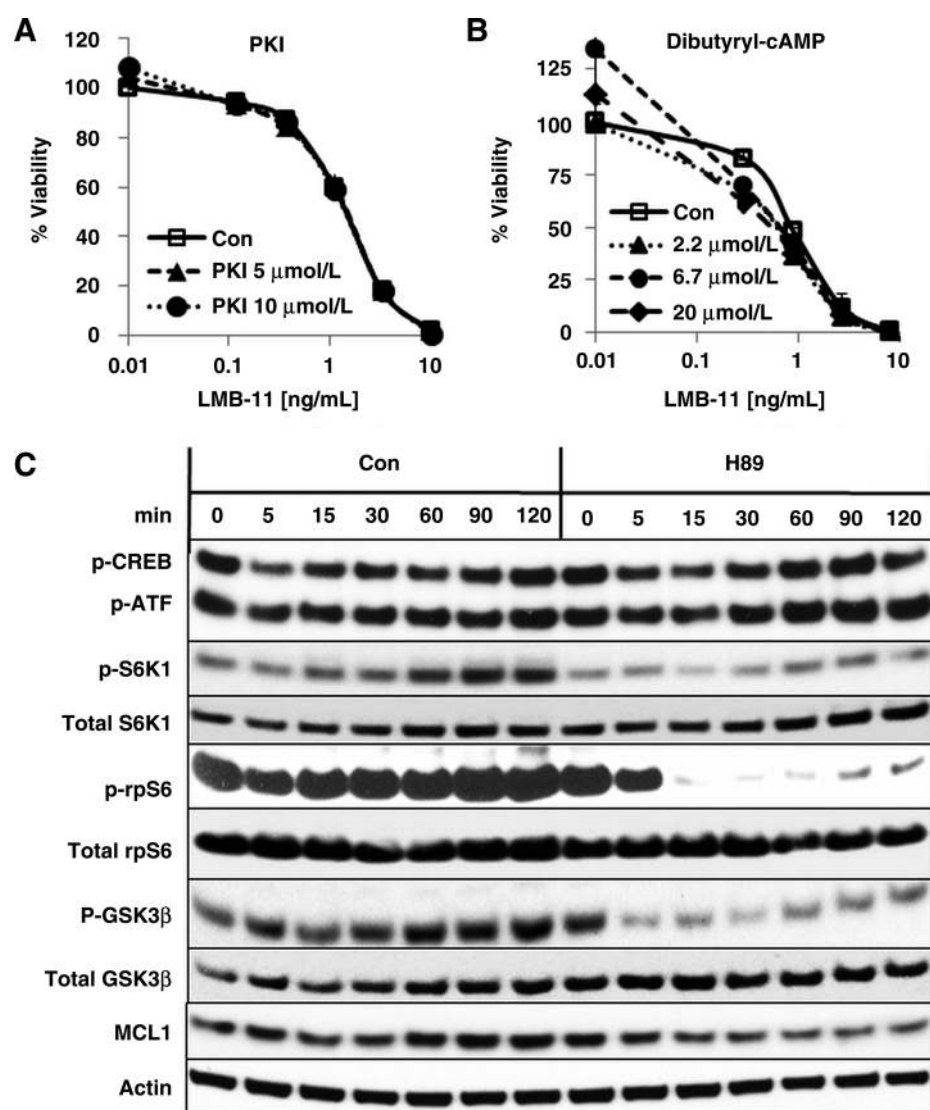 A
PKI
120
100
80
60
40
20
0
% Viability
Con
PKI 5 μmol/L
PKI 10 μmol/L
0.01 0.1 1 10
LMB-11 [ng/mL]
B
Dibutyryl-cAMP
125
100
75
50
25
0
% Viability
Con
2.2 μmol/L
6.7 μmol/L
20 μmol/L
0.01 0.1 1 10
LMB-11 [ng/mL]
C
Con H89
min 0 5 15 30 60 90 120 0 5 15 30 60 90 120
p-CREB
p-ATF
p-S6K1
Total S6K1
p-rpS6
Total rpS6
P-GSK3β
Total GSK3β
MCL1
Actin